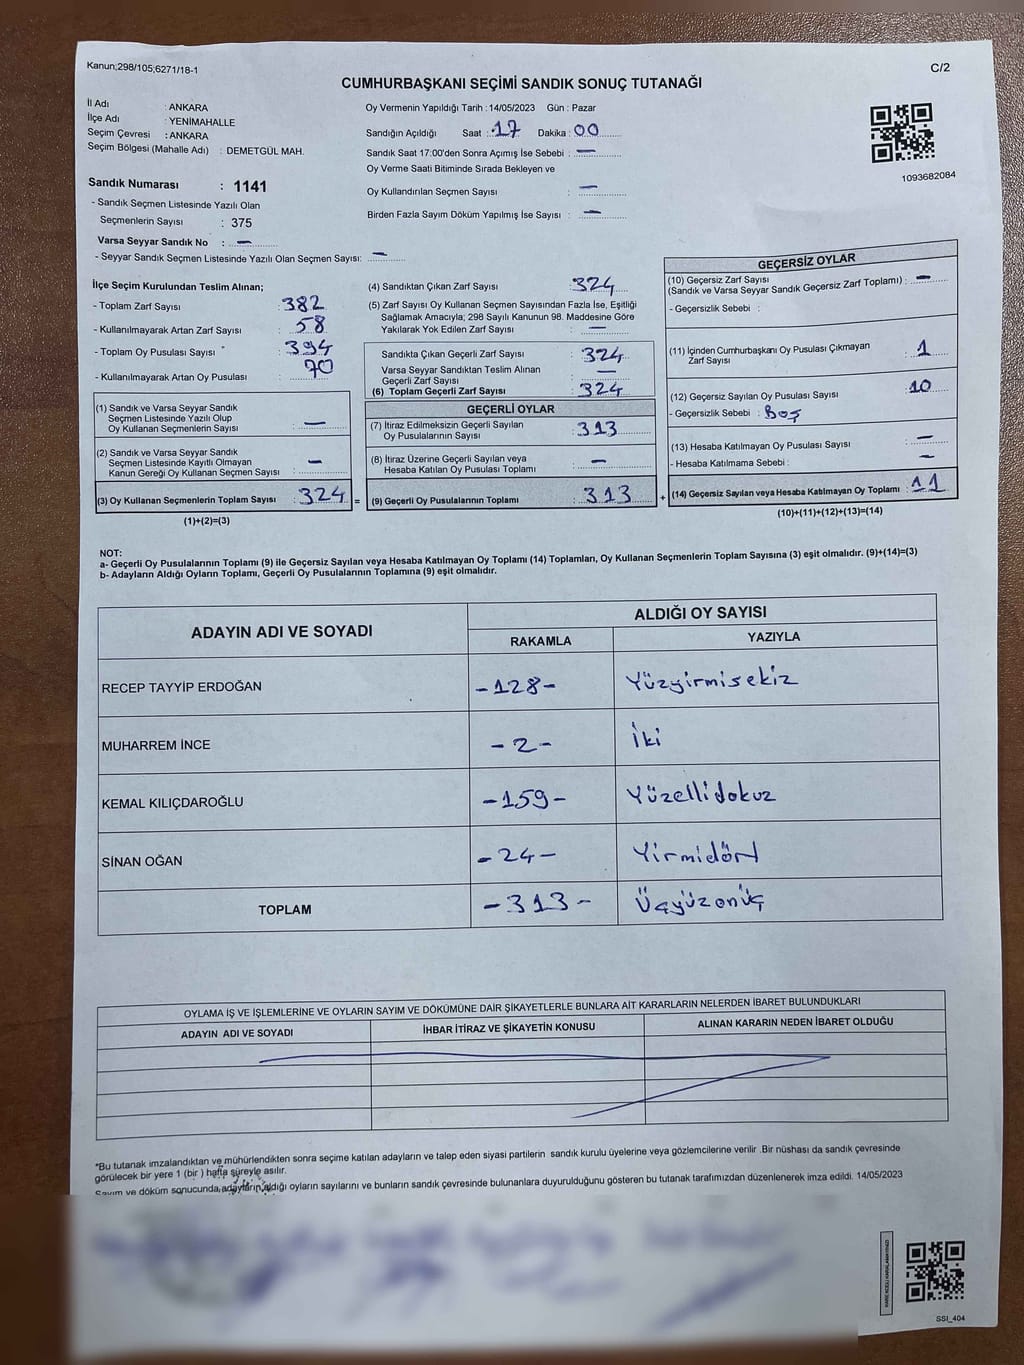 Kanun;298/105;6271/18-1
C/2
CUMHURBAŞKANI SEÇİMİ SANDIK SONUÇ TUTANAĞI
İl Adı : ANKARA
İlçe Adı : YENİMAHALLE
Seçim Çevresi : ANKARA
Seçim Bölgesi (Mahalle Adı) : DEMETGÜL MAH.
Sandık Numarası : 1141
- Sandık Seçmen Listesinde Yazılı Olan
Seçmenlerin Sayısı : 375
Varsa Seyyar Sandık No : —
- Seyyar Sandık Seçmen Listesinde Yazılı Olan Seçmen Sayısı: —
Oy Vermenin Yapıldığı Tarih : 14/05/2023 Gün : Pazar
Sandığın Açıldığı Saat : 17 Dakika : 00
Sandık Saat 17:00'den Sonra Açımış İse Sebebi : —
Oy Verme Saati Bitiminde Sırada Bekleyen ve
Oy Kullandırılan Seçmen Sayısı : —
Birden Fazla Sayım Döküm Yapılmış İse Sayısı : —
1093682084
İlçe Seçim Kurulundan Teslim Alınan;
- Toplam Zarf Sayısı : 382
- Kullanılmayarak Artan Zarf Sayısı : 58
- Toplam Oy Pusulası Sayısı : 394
- Kullanılmayarak Artan Oy Pusulası : 70
(1) Sandık ve Varsa Seyyar Sandık
Seçmen Listesinde Yazılı Olup
Oy Kullanan Seçmenlerin Sayısı : —
(2) Sandık ve Varsa Seyyar Sandık
Seçmen Listesinde Kayıtlı Olmayan
Kanun Gereği Oy Kullanan Seçmen Sayısı : —
(3) Oy Kullanan Seçmenlerin Toplam Sayısı : 324 =
(1)+(2)=(3)
(4) Sandıktan Çıkan Zarf Sayısı : 324
(5) Zarf Sayısı Oy Kullanan Seçmen Sayısından Fazla İse, Eşitliği
Sağlamak Amacıyla; 298 Sayılı Kanunun 98. Maddesine Göre
Yakılarak Yok Edilen Zarf Sayısı : —
Sandıkta Çıkan Geçerli Zarf Sayısı : 324
Varsa Seyyar Sandıktan Teslim Alınan
Geçerli Zarf Sayısı : —
(6) Toplam Geçerli Zarf Sayısı : 324
GEÇERLİ OYLAR
(7) İtiraz Edilmeksizin Geçerli Sayılan
Oy Pusulalarının Sayısı : 313
(8) İtiraz Üzerine Geçerli Sayılan veya
Hesaba Katılan Oy Pusulası Toplamı : —
(9) Geçerli Oy Pusulalarının Toplamı : 313 +
GEÇERSİZ OYLAR
(10) Geçersiz Zarf Sayısı
(Sandık ve Varsa Seyyar Sandık Geçersiz Zarf Toplamı) : —
- Geçersizlik Sebebi :
(11) İçinden Cumhurbaşkanı Oy Pusulası Çıkmayan
Zarf Sayısı : 1
(12) Geçersiz Sayılan Oy Pusulası Sayısı : 10
- Geçersizlik Sebebi : Boş
(13) Hesaba Katılmayan Oy Pusulası Sayısı : —
- Hesaba Katılmama Sebebi : —
(14) Geçersiz Sayılan veya Hesaba Katılmayan Oy Toplamı : 11
(10)+(11)+(12)+(13)=(14)
NOT:
a- Geçerli Oy Pusulalarının Toplamı (9) ile Geçersiz Sayılan veya Hesaba Katılmayan Oy Toplamı (14) Toplamları, Oy Kullanan Seçmenlerin Toplam Sayısına (3) eşit olmalıdır. (9)+(14)=(3)
b- Adayların Aldığı Oyların Toplamı, Geçerli Oy Pusulalarının Toplamına (9) eşit olmalıdır.
ADAYIN ADI VE SOYADI
ALDIĞI OY SAYISI
RAKAMLA YAZIYLA
RECEP TAYYİP ERDOĞAN -128- Yüzyirmisekiz
MUHARREM İNCE -2- İki
KEMAL KILIÇDAROĞLU -159- Yüzellidokuz
SİNAN OĞAN -24- Yirmidört
TOPLAM -313- Üçyüzonüç
OYLAMA İŞ VE İŞLEMLERİNE VE OYLARIN SAYIM VE DÖKÜMÜNE DAİR ŞİKAYETLERLE BUNLARA AİT KARARLARIN NELERDEN İBARET BULUNDUKLARI
ADAYIN ADI VE SOYADI İHBAR İTİRAZ VE ŞİKAYETİN KONUSU ALINAN KARARIN NEDEN İBARET OLDUĞU
*Bu tutanak imzalandıktan ve mühürlendikten sonra seçime katılan adayların ve talep eden siyasi partilerin sandık kurulu üyelerine veya gözlemcilerine verilir .Bir nüshası da sandık çevresinde
görülecek bir yere 1 (bir ) hafta süreyle asılır.
Sayım ve döküm sonucunda,adayların aldığı oyların sayılarını ve bunların sandık çevresinde bulunanlara duyurulduğunu gösteren bu tutanak tarafımızdan düzenlenerek imza edildi. 14/05/2023
SSI_404